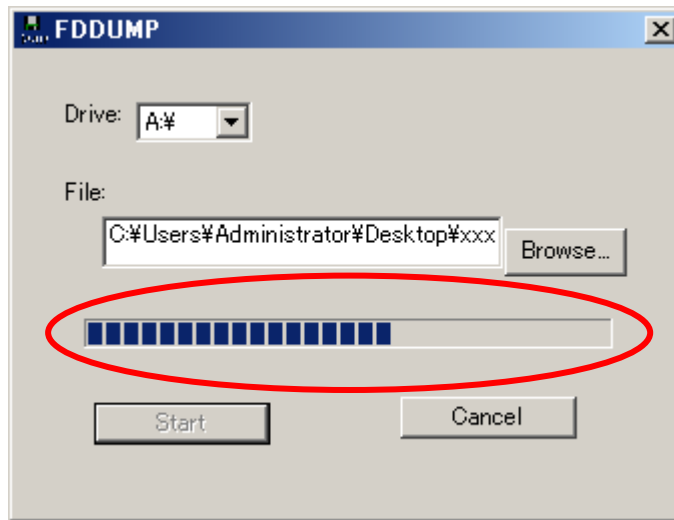 FDDUMP
Drive: A:¥
File:
C:¥Users¥Administrator¥Desktop¥xxx
Browse...
Start Cancel